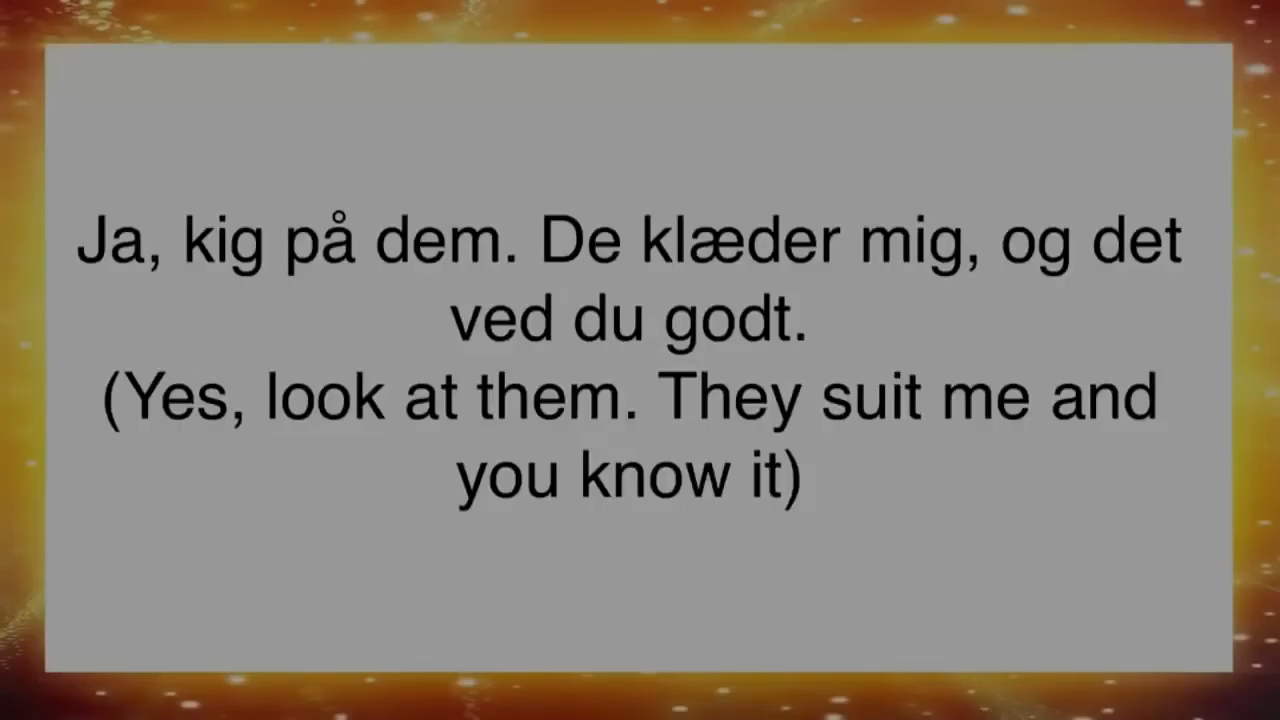 Ja, kig på dem. De klæder mig, og det
ved du godt.
(Yes, look at them. They suit me and
you know it)